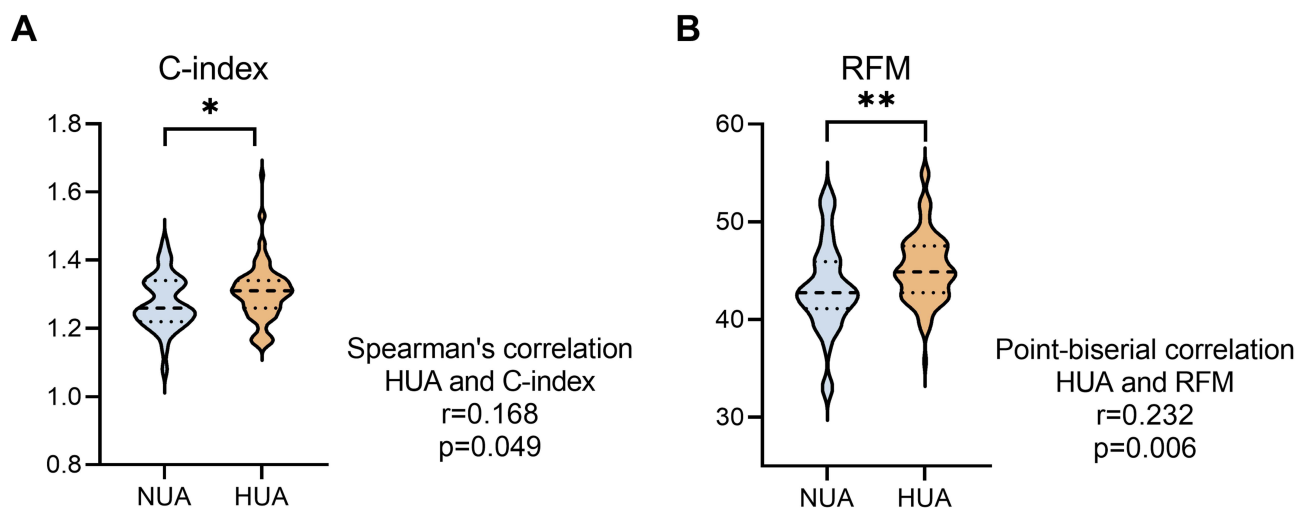 A
C-index
*
1.8
1.6
1.4
1.2
1.0
0.8
NUA HUA
Spearman's correlation
HUA and C-index
r=0.168
p=0.049
B
RFM
**
60
50
40
30
NUA HUA
Point-biserial correlation
HUA and RFM
r=0.232
p=0.006